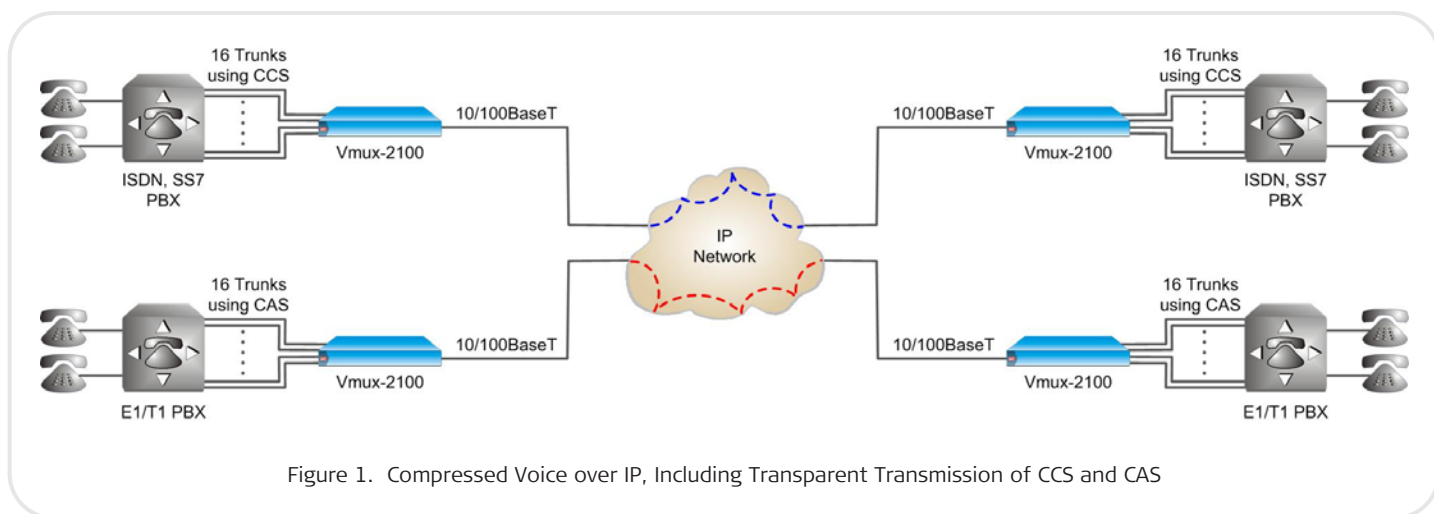 16 Trunks
using CCS
10/100BaseT
Vmux-2100
ISDN, SS7
PBX
16 Trunks
using CCS
10/100BaseT
Vmux-2100
ISDN, SS7
PBX
IP
Network
16 Trunks
using CAS
10/100BaseT
Vmux-2100
E1/T1 PBX
16 Trunks
using CAS
10/100BaseT
Vmux-2100
E1/T1 PBX
Figure 1. Compressed Voice over IP, Including Transparent Transmission of CCS and CAS